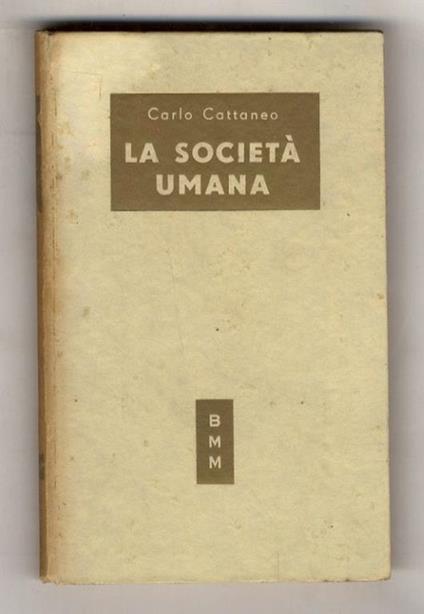 Carlo Cattaneo
LA SOCIETÀ
UMANA
B
M
M